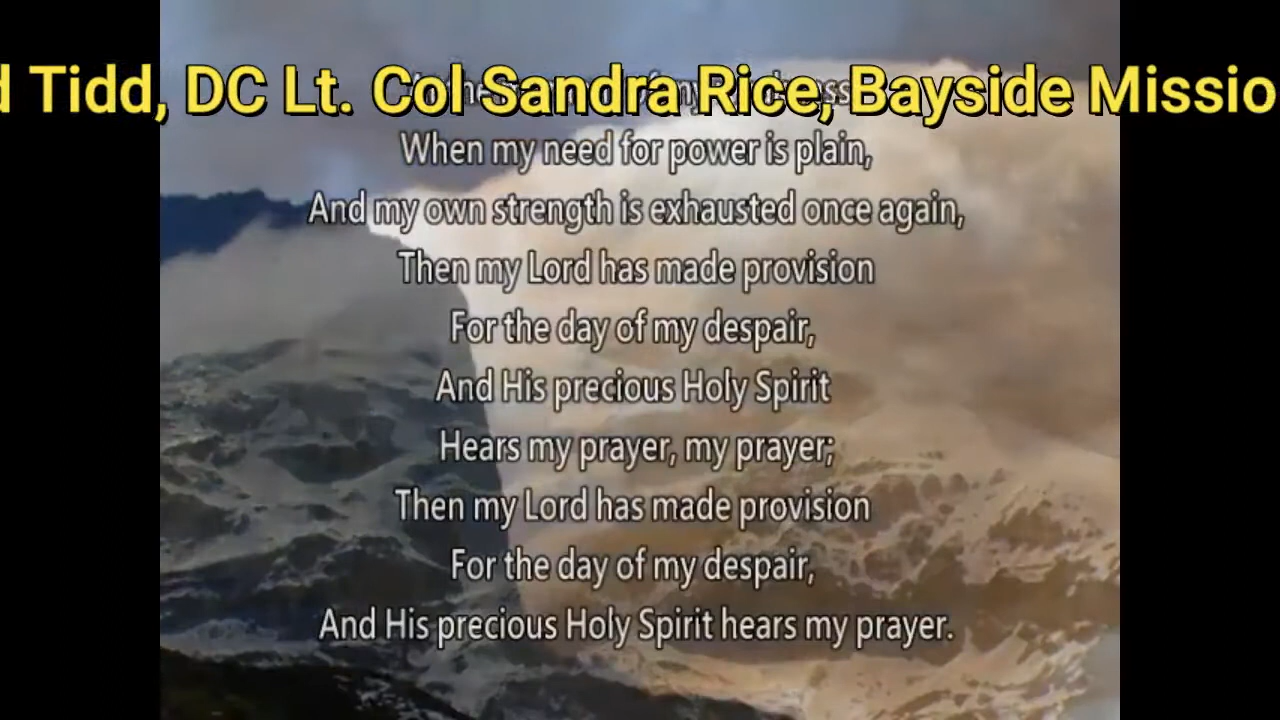 d Tidd, DC Lt. Col Sandra Rice, Bayside Missio
When my need for power is plain,
And my own strength is exhausted once again,
Then my Lord has made provision
For the day of my despair,
And His precious Holy Spirit
Hears my prayer, my prayer;
Then my Lord has made provision
For the day of my despair,
And His precious Holy Spirit hears my prayer.